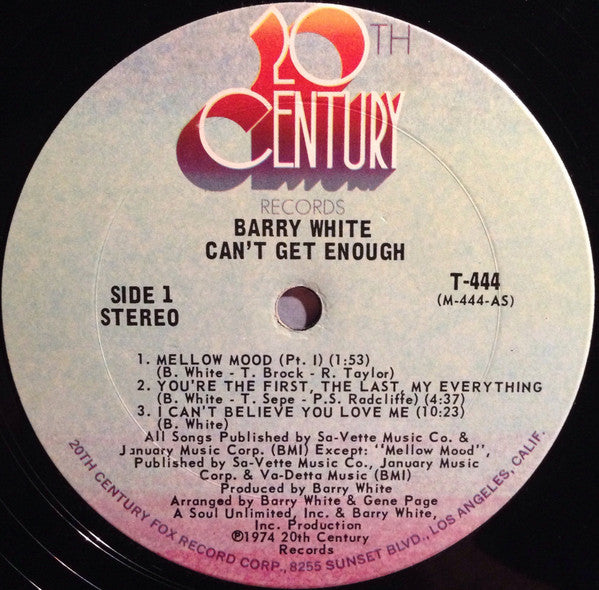 20TH
CENTURY
RECORDS
BARRY WHITE
CAN'T GET ENOUGH
SIDE 1
STEREO
T-444
(M-444-AS)
1. MELLOW MOOD (Pt. I) (1:53)
(B. White - T. Brock - R. Taylor)
2. YOU'RE THE FIRST, THE LAST, MY EVERYTHING
(B. White - T. Sepe - P.S. Radcliffe) (4:37)
3. I CAN'T BELIEVE YOU LOVE ME (10:23)
(B. White)
All Songs Published by Sa-Vette Music Co. &
January Music Corp. (BMI) Except: "Mellow Mood",
Published by Sa-Vette Music Co., January Music
Corp. & Va-Detta Music (BMI)
Produced by Barry White
Arranged by Barry White & Gene Page
A Soul Unlimited, Inc. & Barry White,
Inc. Production
℗1974 20th Century
Records
20TH CENTURY FOX RECORD CORP., 8255 SUNSET BLVD., LOS ANGELES, CALIF.